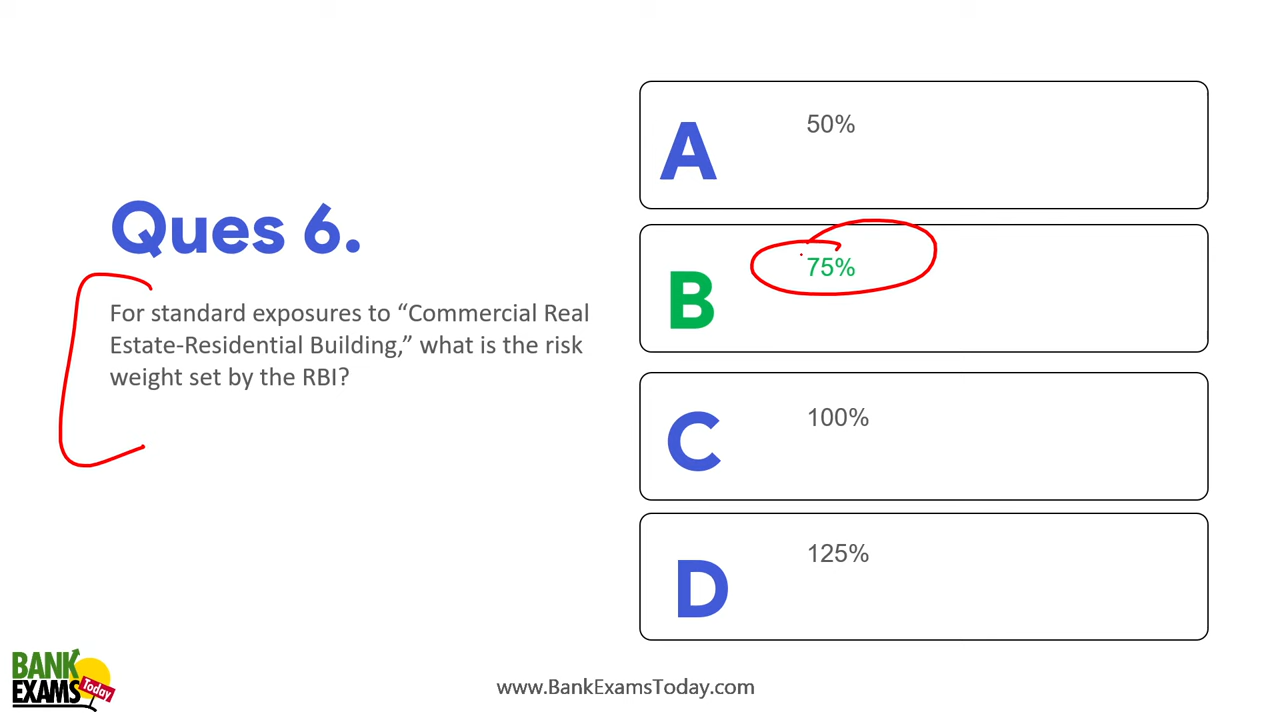 Ques 6.
For standard exposures to “Commercial Real
Estate-Residential Building,” what is the risk
weight set by the RBI?
A
50%
B
75%
C
100%
D
125%
BANK
EXAMS
Today
www.BankExamsToday.com